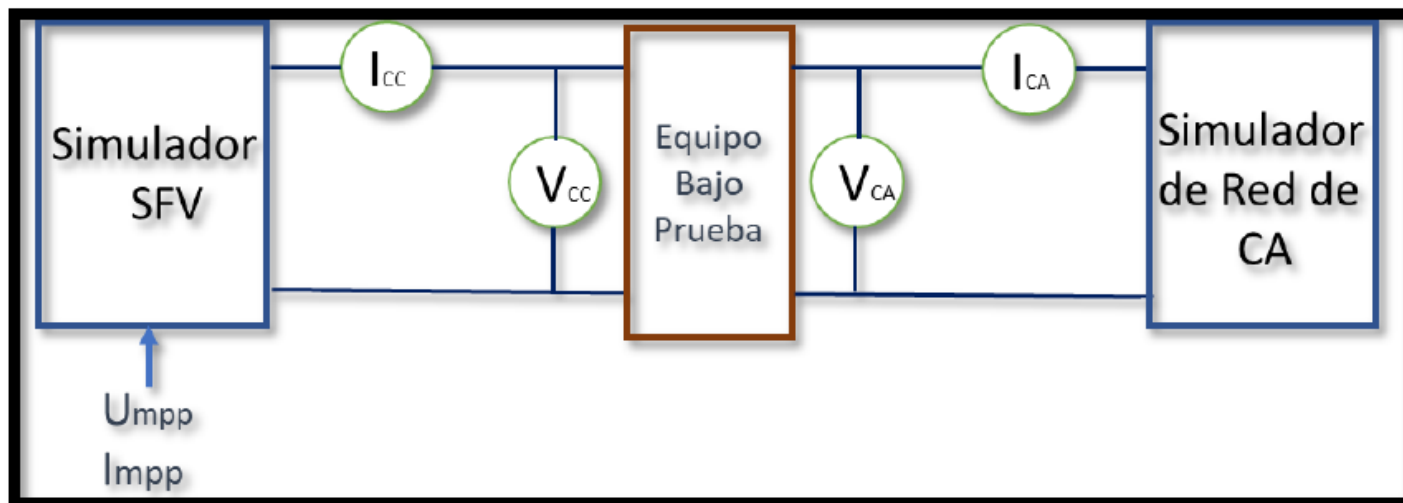 Simulador
SFV
Umpp
Impp
ICC
VCC
Equipo
Bajo
Prueba
VCA
ICA
Simulador
de Red de
CA